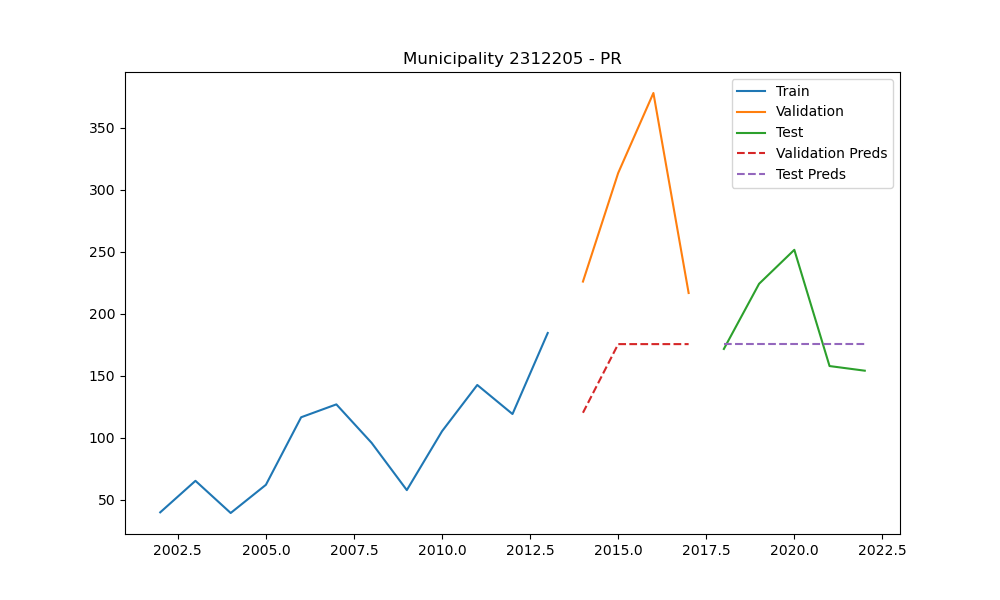 Municipality 2312205 - PR
Train
Validation
Test
Validation Preds
Test Preds
350
300
250
200
150
100
50
2002.5 2005.0 2007.5 2010.0 2012.5 2015.0 2017.5 2020.0 2022.5